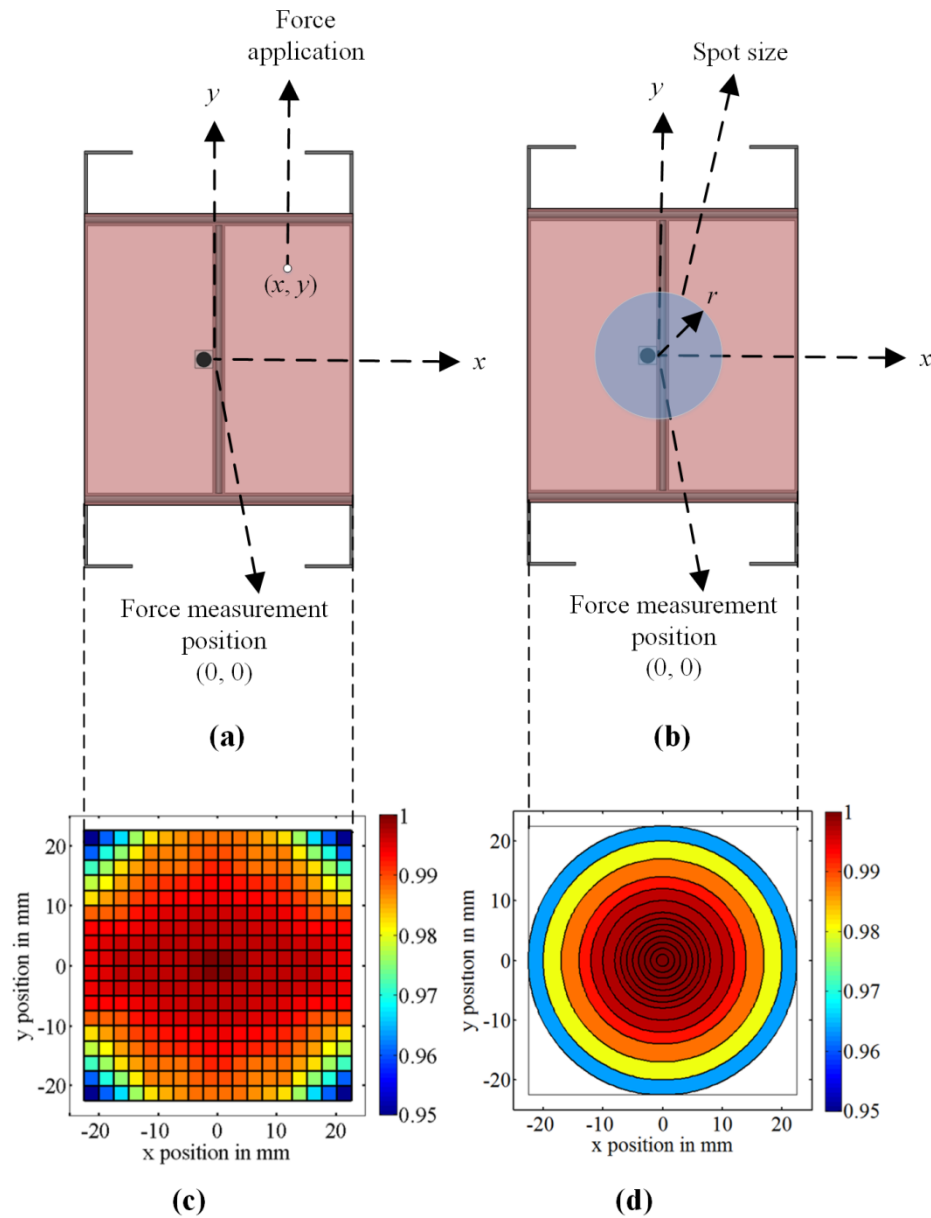 Force
application
y
(x, y)
x
Force measurement
position
(0, 0)
(a)
Spot size
y
r
x
Force measurement
position
(0, 0)
(b)
y position in mm
20
10
0
-10
-20
-20
-10
0
10
20
x position in mm
1
0.99
0.98
0.97
0.96
0.95
(c)
y position in mm
20
10
0
-10
-20
-20
-10
0
10
20
x position in mm
1
0.99
0.98
0.97
0.96
0.95
(d)